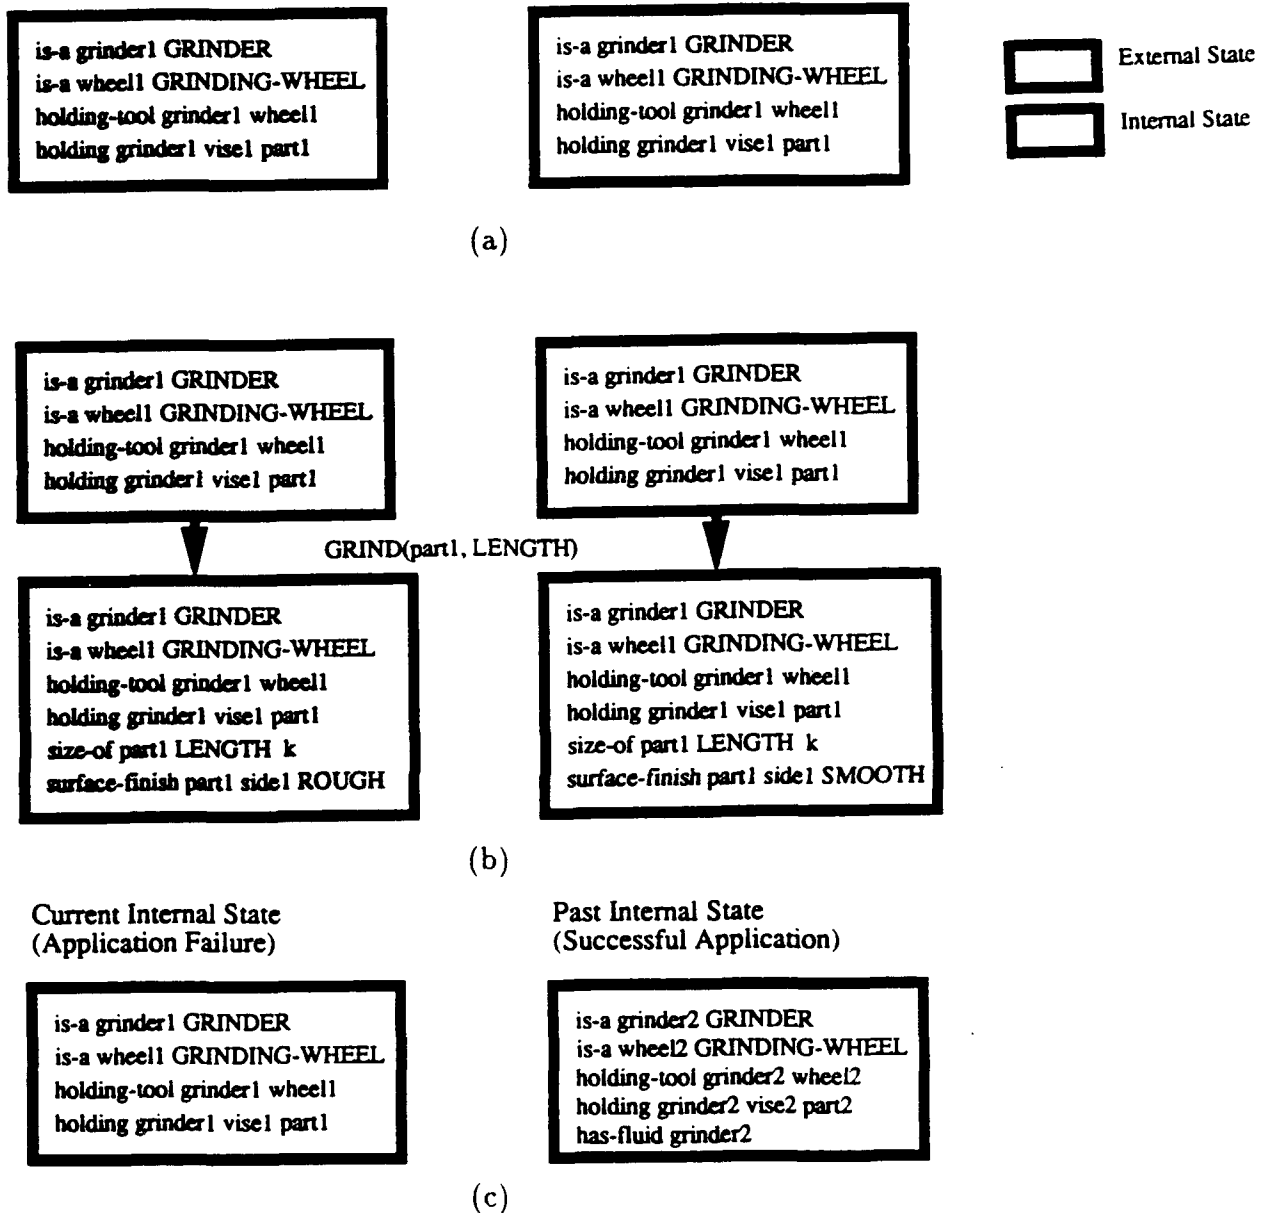 is-a grinder1 GRINDER
is-a wheel1 GRINDING-WHEEL
holding-tool grinder1 wheel1
holding grinder1 vise1 part1
is-a grinder1 GRINDER
is-a wheel1 GRINDING-WHEEL
holding-tool grinder1 wheel1
holding grinder1 vise1 part1
External State
Internal State
(a)
is-a grinder1 GRINDER
is-a wheel1 GRINDING-WHEEL
holding-tool grinder1 wheel1
holding grinder1 vise1 part1
is-a grinder1 GRINDER
is-a wheel1 GRINDING-WHEEL
holding-tool grinder1 wheel1
holding grinder1 vise1 part1
GRIND(part1, LENGTH)
is-a grinder1 GRINDER
is-a wheel1 GRINDING-WHEEL
holding-tool grinder1 wheel1
holding grinder1 vise1 part1
size-of part1 LENGTH k
surface-finish part1 side1 ROUGH
is-a grinder1 GRINDER
is-a wheel1 GRINDING-WHEEL
holding-tool grinder1 wheel1
holding grinder1 vise1 part1
size-of part1 LENGTH k
surface-finish part1 side1 SMOOTH
(b)
Current Internal State
(Application Failure)
Past Internal State
(Successful Application)
is-a grinder1 GRINDER
is-a wheel1 GRINDING-WHEEL
holding-tool grinder1 wheel1
holding grinder1 vise1 part1
is-a grinder2 GRINDER
is-a wheel2 GRINDING-WHEEL
holding-tool grinder2 wheel2
holding grinder2 vise2 part2
has-fluid grinder2
(c)